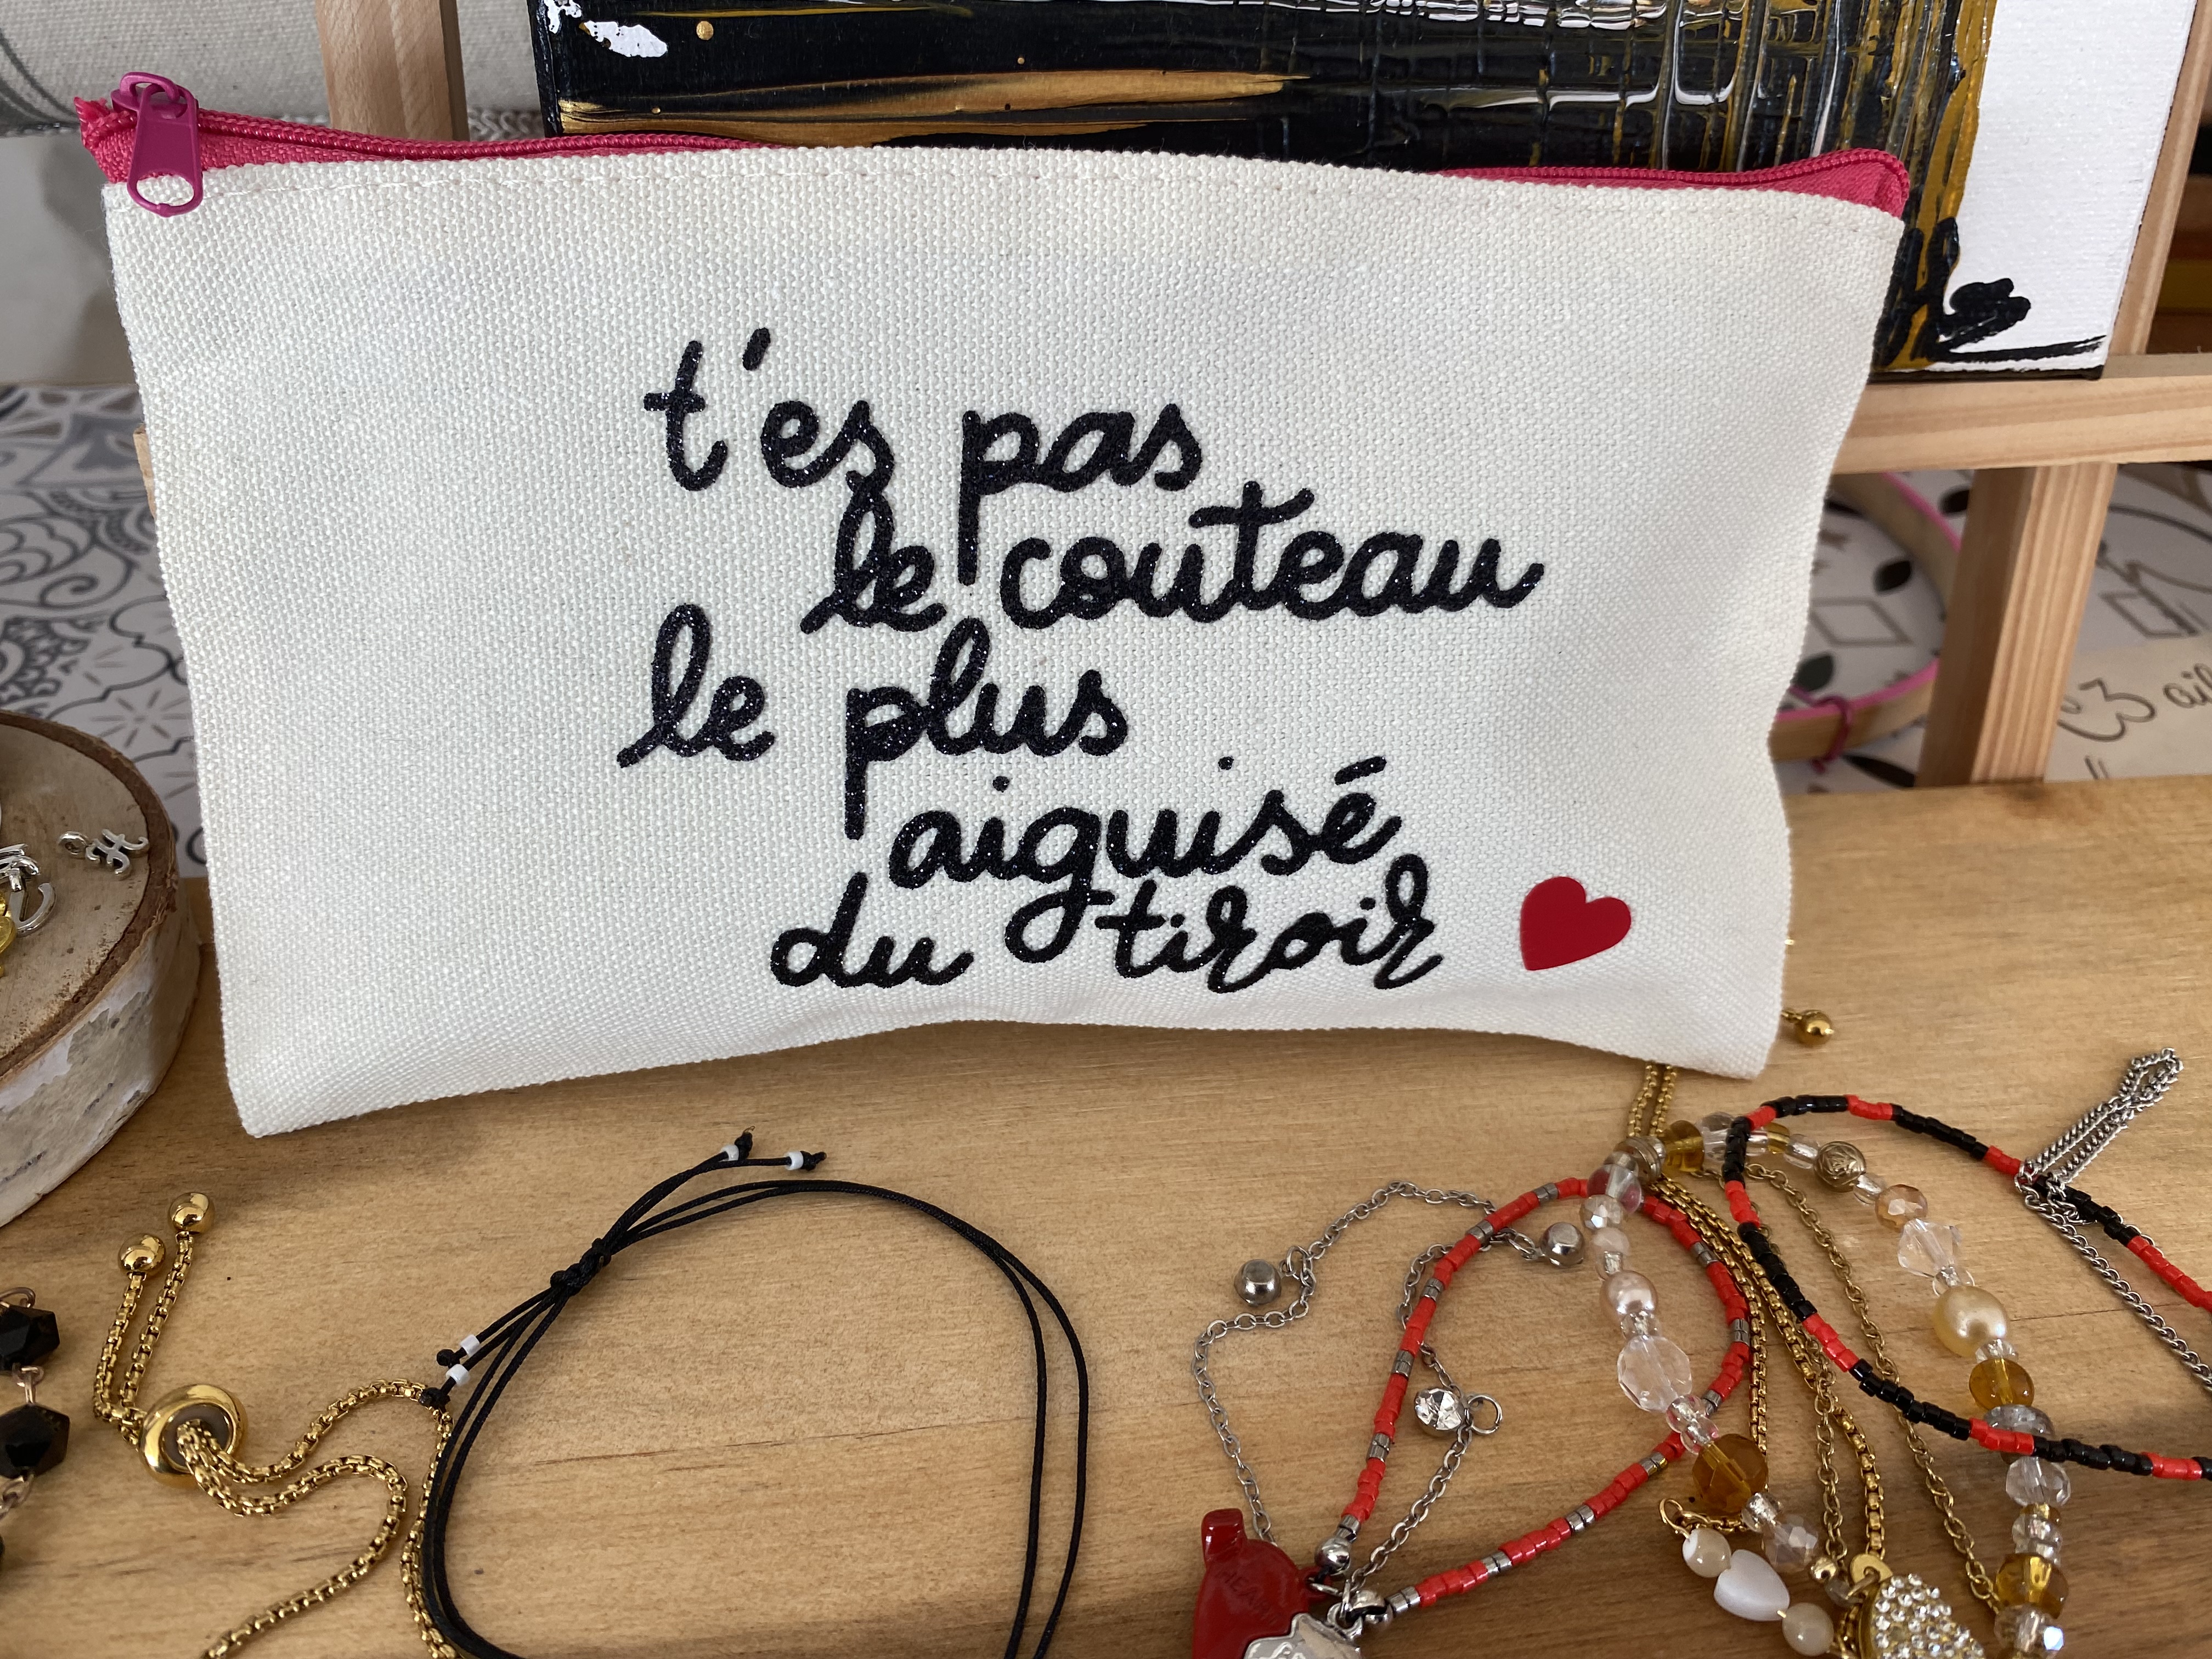 t'es pas
le couteau
le plus
aiguisé
du tiroir
H